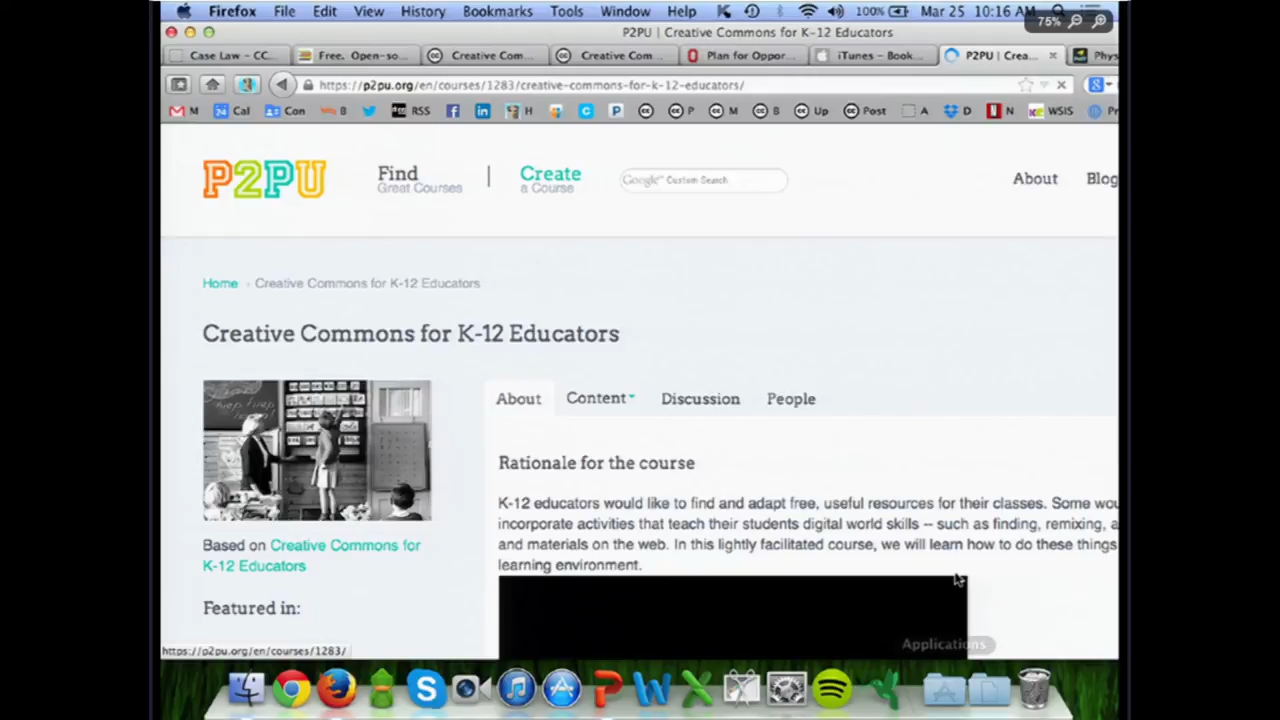 Firefox File Edit View History Bookmarks Tools Window Help 100% Mar 25 10:16 AM
75%
P2PU | Creative Commons for K-12 Educators
Case Law - CC... Free. Open-so... Creative Com... Creative Com... Plan for Oppor... iTunes - Book... P2PU | Crea... Phys
https://p2pu.org/en/courses/1283/creative-commons-for-k-12-educators/
M Cal Con B RSS H P M B Up Post A D N WSIS Pr
P2PU Find | Create Google™ Custom Search About Blog
Great Courses a Course
Home Creative Commons for K-12 Educators
Creative Commons for K-12 Educators
About Content Discussion People
Rationale for the course
K-12 educators would like to find and adapt free, useful resources for their classes. Some wou
incorporate activities that teach their students digital world skills -- such as finding, remixing, a
and materials on the web. In this lightly facilitated course, we will learn how to do these things
learning environment.
Based on Creative Commons for
K-12 Educators
Featured in:
https://p2pu.org/en/courses/1283/
Applications